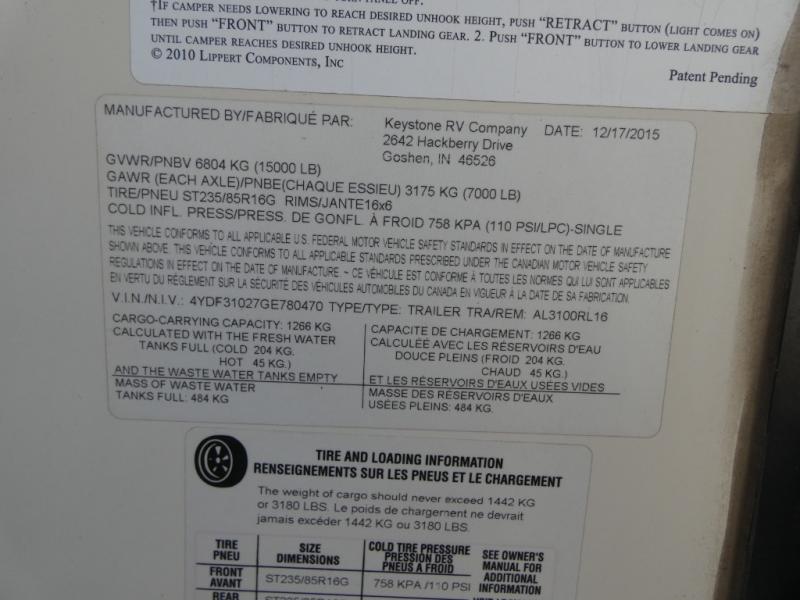 †IF CAMPER NEEDS LOWERING TO REACH DESIRED UNHOOK HEIGHT, PUSH "RETRACT" BUTTON (LIGHT COMES ON)
THEN PUSH "FRONT" BUTTON TO RETRACT LANDING GEAR. 2. PUSH "FRONT" BUTTON TO LOWER LANDING GEAR
UNTIL CAMPER REACHES DESIRED UNHOOK HEIGHT.
© 2010 LIPPERT COMPONENTS, INC
Patent Pending
MANUFACTURED BY/FABRIQUÉ PAR: Keystone RV Company DATE: 12/17/2015
2642 Hackberry Drive
Goshen, IN 46526
GVWR/PNBV 6804 KG (15000 LB)
GAWR (EACH AXLE)/PNBE(CHAQUE ESSIEU) 3175 KG (7000 LB)
TIRE/PNEU ST235/85R16G RIMS/JANTE16x6
COLD INFL. PRESS/PRESS. DE GONFL. À FROID 758 KPA (110 PSI/LPC)-SINGLE
THIS VEHICLE CONFORMS TO ALL APPLICABLE U.S. FEDERAL MOTOR VEHICLE SAFETY STANDARDS IN EFFECT ON THE DATE OF MANUFACTURE
SHOWN ABOVE. THIS VEHÍCLE CONFORMS TO ALL APPLICABLE STANDARDS PRESCRIBED UNDER THE CANADIAN MOTOR VEHICLE SAFETY
REGULATIONS IN EFFECT ON THE DATE OF MANUFACTURE. ~ CE VÉHICULE EST CONFORME À TOUTES LES NORMES QUI LUI SONT APPLICABLES
EN VERTU DU RÈGLEMENT SUR LA SÉCURITÉ DES VÉHICULES AUTOMOBILES DU CANADA EN VIGUEUR À LA DATE DE SA FABRICATION.
V.I.N./N.I.V.: 4YDF31027GE780470 TYPE/TYPE: TRAILER TRA/REM: AL3100RL16
CARGO-CARRYING CAPACITY: 1266 KG
CALCULATED WITH THE FRESH WATER
TANKS FULL (COLD 204 KG.
HOT 45 KG.)
AND THE WASTE WATER TANKS EMPTY
MASS OF WASTE WATER
TANKS FULL: 484 KG
CAPACITE DE CHARGEMENT: 1266 KG
CALCULÉE AVEC LES RÉSERVOIRS D'EAU
DOUCE PLEINS (FROID 204 KG.
CHAUD 45 KG.)
ET LES RÉSERVOIRS D'EAUX USÉES VIDES
MASSE DES RÉSERVOIRS D'EAUX
USÉES PLEINS: 484 KG.
TIRE AND LOADING INFORMATION
RENSEIGNEMENTS SUR LES PNEUS ET LE CHARGEMENT
The weight of cargo should never exceed 1442 KG
or 3180 LBS. Le poids de chargement ne devrait
jamais excéder 1442 KG ou 3180 LBS.
TIRE
PNEU
SIZE
DIMENSIONS
COLD TIRE PRESSURE
PRESSION DES
PNEUS A FROID
SEE OWNER'S
MANUAL FOR
ADDITIONAL
INFORMATION
FRONT
AVANT
ST235/85R16G
758 KPA /110 PSI
REAR